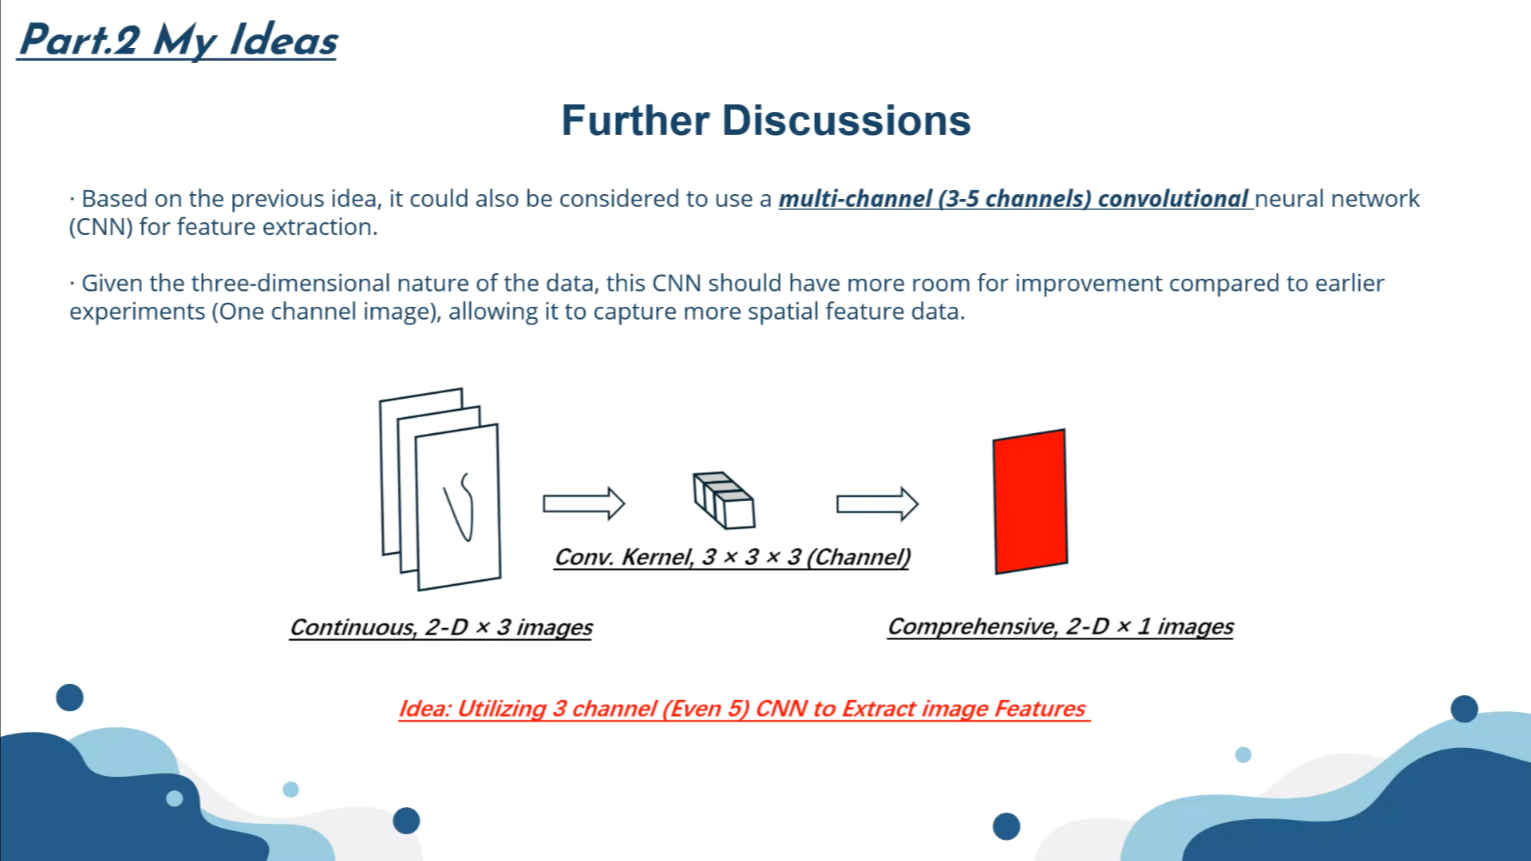 Part.2 My Ideas
Further Discussions
· Based on the previous idea, it could also be considered to use a multi-channel (3-5 channels) convolutional neural network
(CNN) for feature extraction.
· Given the three-dimensional nature of the data, this CNN should have more room for improvement compared to earlier
experiments (One channel image), allowing it to capture more spatial feature data.
Conv. Kernel, 3 × 3 × 3 (Channel)
Continuous, 2-D × 3 images
Comprehensive, 2-D × 1 images
Idea: Utilizing 3 channel (Even 5) CNN to Extract image Features